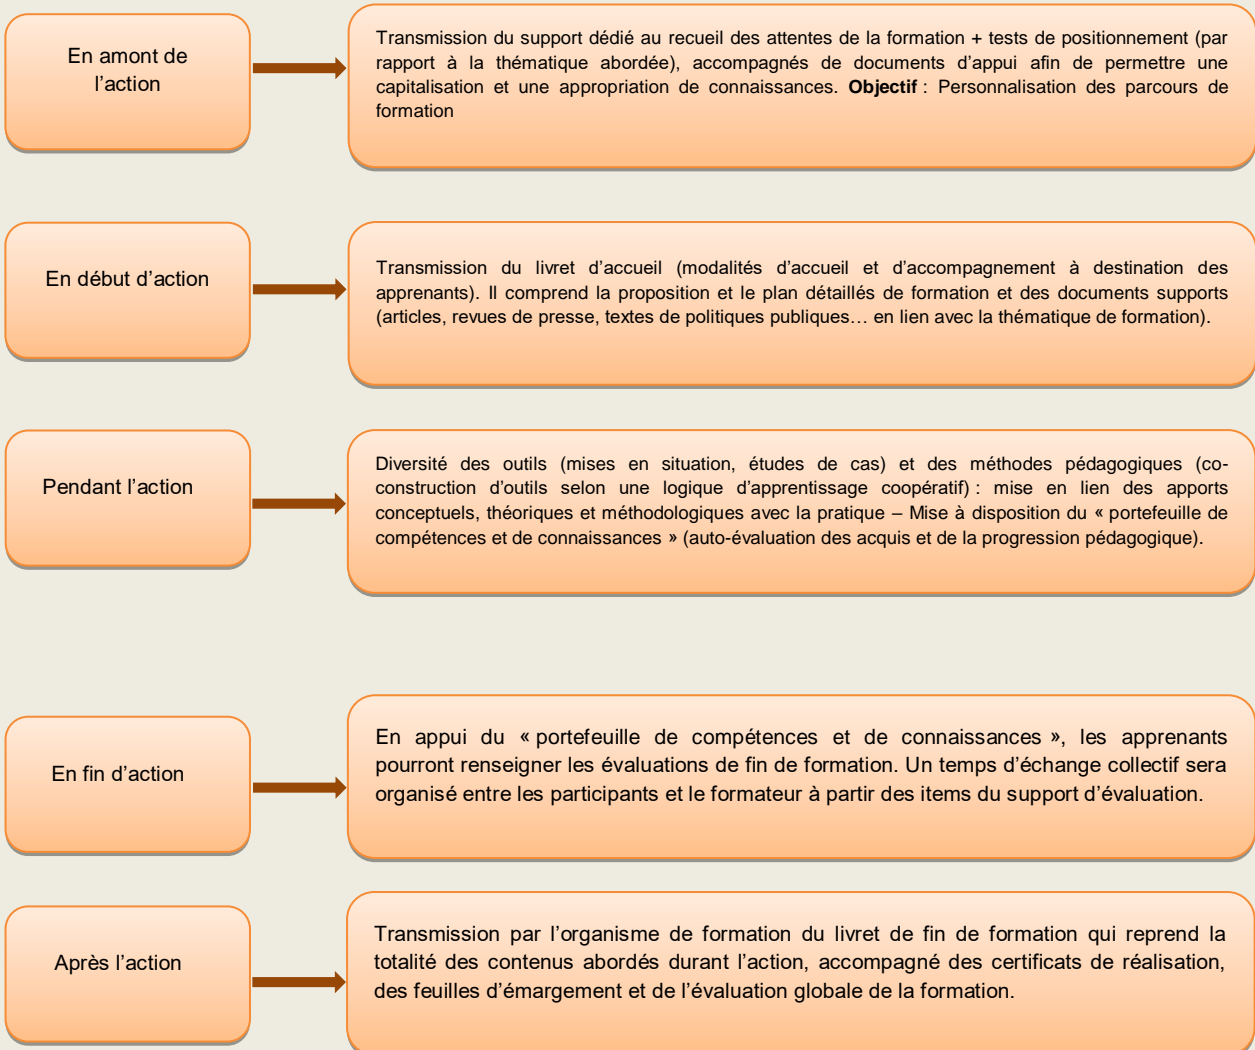 En amont de
l’action
Transmission du support dédié au recueil des attentes de la formation + tests de positionnement (par
rapport à la thématique abordée), accompagnés de documents d’appui afin de permettre une
capitalisation et une appropriation de connaissances. Objectif : Personnalisation des parcours de
formation
En début d’action
Transmission du livret d’accueil (modalités d’accueil et d’accompagnement à destination des
apprenants). Il comprend la proposition et le plan détaillés de formation et des documents supports
(articles, revues de presse, textes de politiques publiques… en lien avec la thématique de formation).
Pendant l’action
Diversité des outils (mises en situation, études de cas) et des méthodes pédagogiques (co-
construction d’outils selon une logique d’apprentissage coopératif) : mise en lien des apports
conceptuels, théoriques et méthodologiques avec la pratique – Mise à disposition du « portefeuille de
compétences et de connaissances » (auto-évaluation des acquis et de la progression pédagogique).
En fin d’action
En appui du « portefeuille de compétences et de connaissances », les apprenants
pourront renseigner les évaluations de fin de formation. Un temps d’échange collectif sera
organisé entre les participants et le formateur à partir des items du support d’évaluation.
Après l’action
Transmission par l’organisme de formation du livret de fin de formation qui reprend la
totalité des contenus abordés durant l’action, accompagné des certificats de réalisation,
des feuilles d’émargement et de l’évaluation globale de la formation.